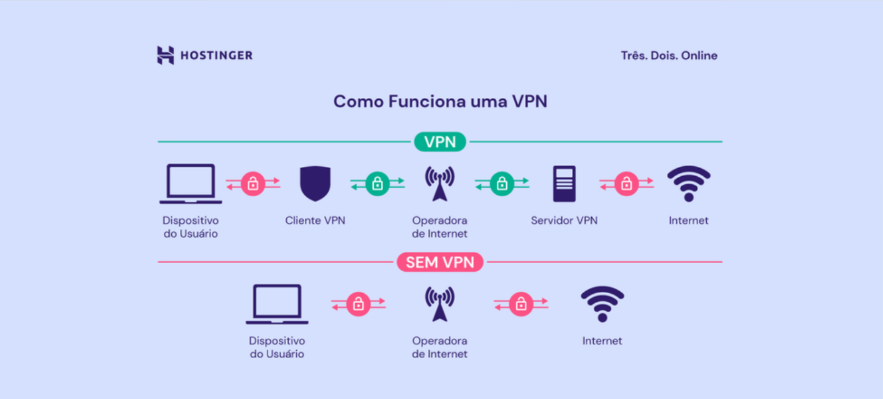 HOSTINGER
Três. Dois. Online
Como Funciona uma VPN
VPN
Dispositivo
do Usuário
Cliente VPN
Operadora
de Internet
Servidor VPN
Internet
SEM VPN
Dispositivo
do Usuário
Operadora
de Internet
Internet